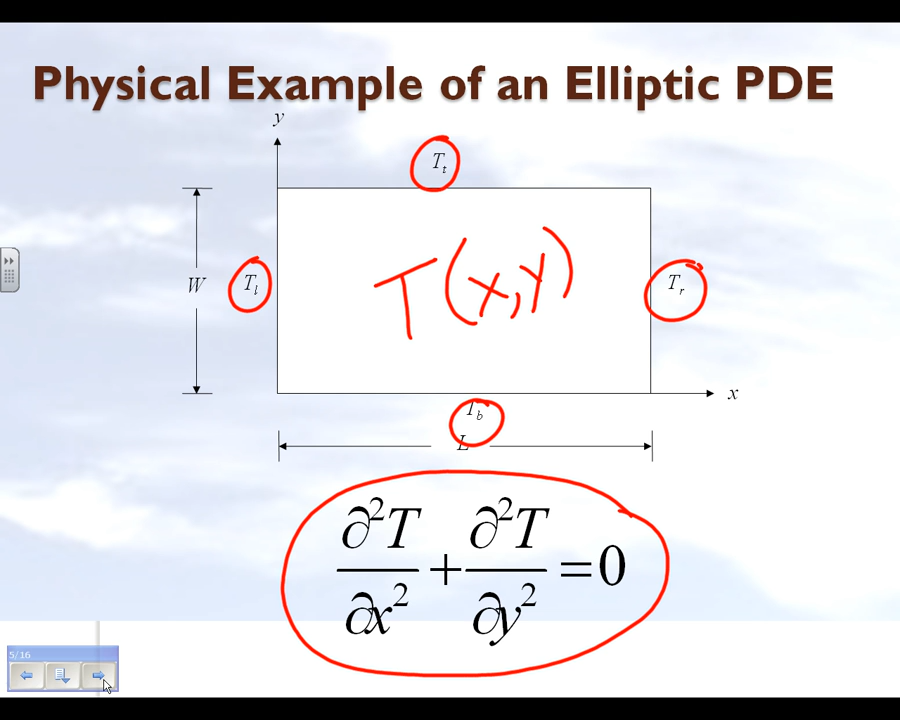 Physical Example of an Elliptic PDE
y
T_t
W
T_l
T(x,y)
T_r
x
T_b
L
∂²T/∂x² + ∂²T/∂y² = 0
5/16